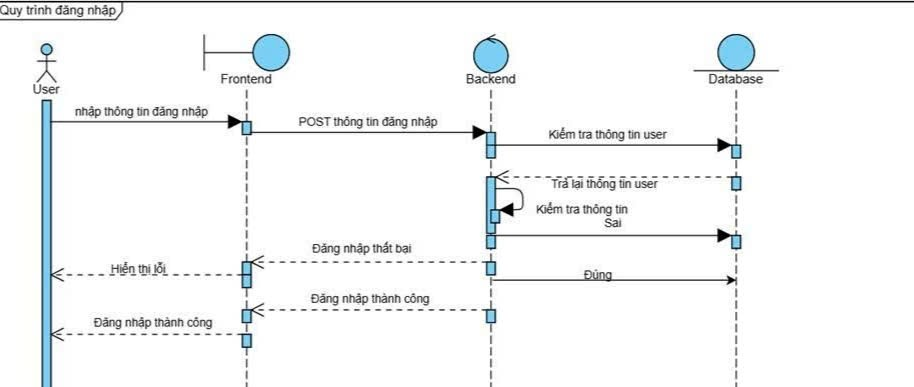 Quy trình đăng nhập
User
Frontend
Backend
Database
nhập thông tin đăng nhập
POST thông tin đăng nhập
Kiểm tra thông tin user
Trả lại thông tin user
Kiểm tra thông tin
Sai
Đăng nhập thất bại
Hiển thị lỗi
Đúng
Đăng nhập thành công
Đăng nhập thành công